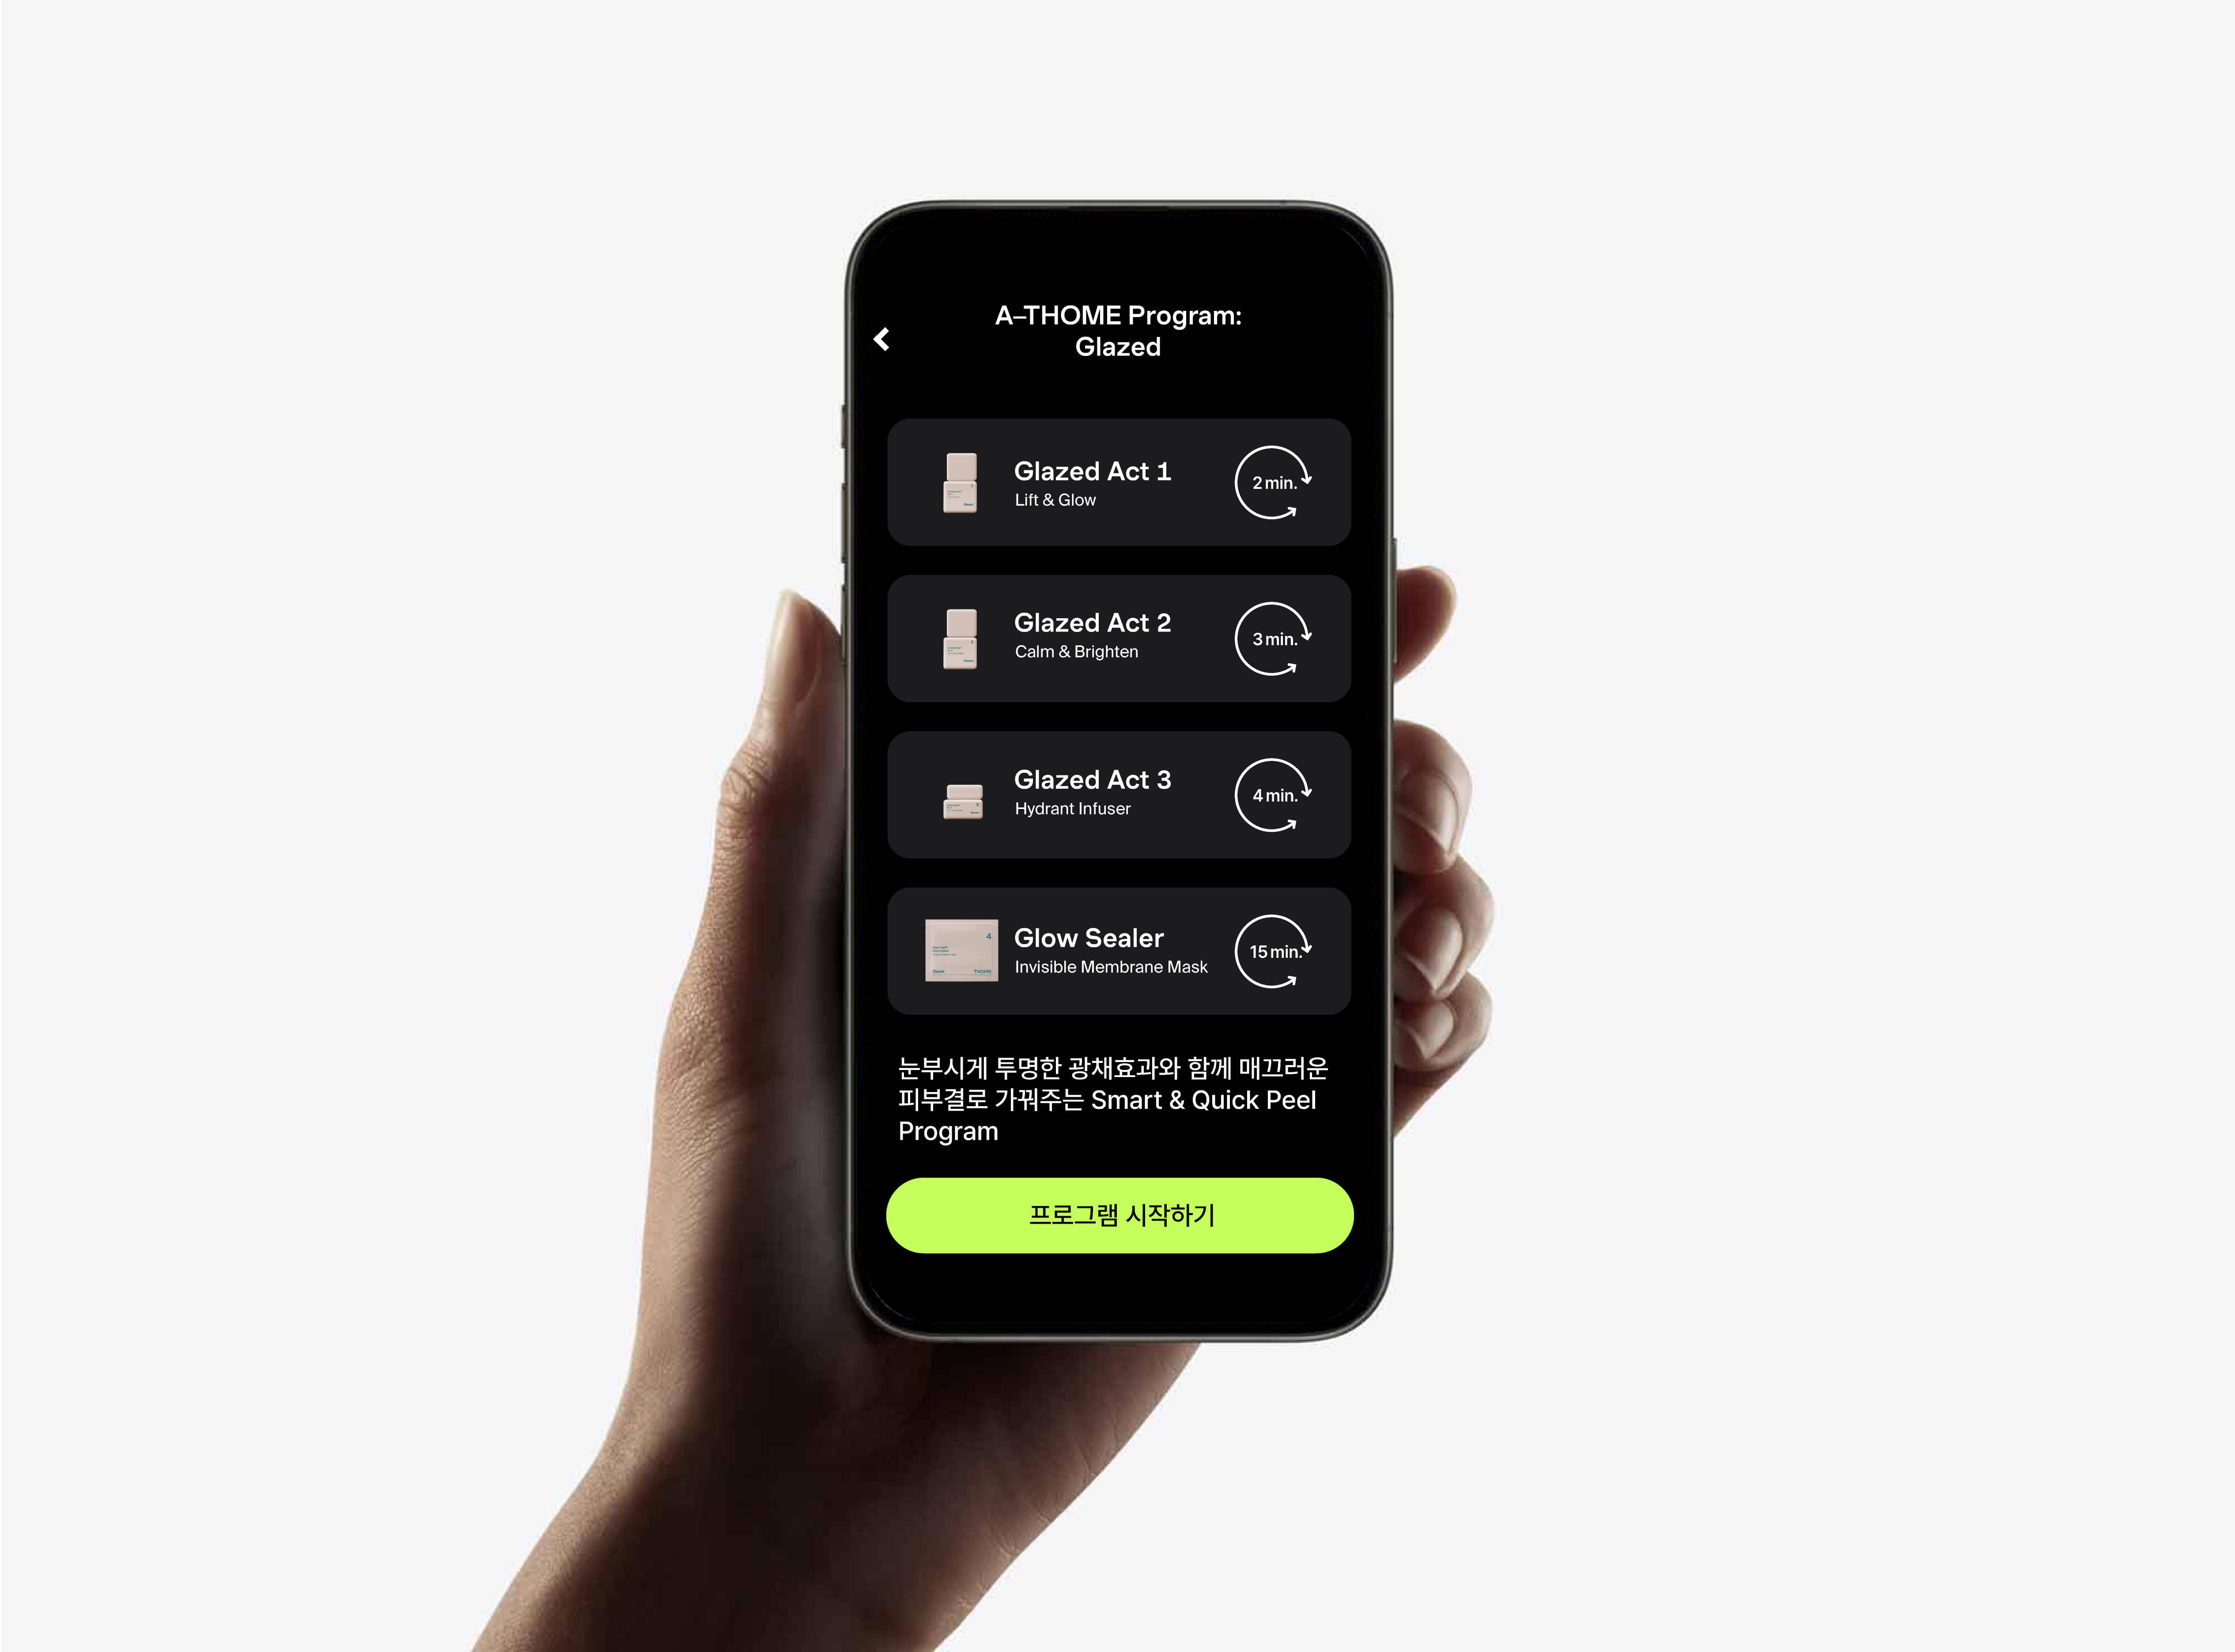 A–THOME Program:
Glazed
Glazed Act 1
Lift & Glow
2 min.
Glazed Act 2
Calm & Brighten
3 min.
Glazed Act 3
Hydrant Infuser
4 min.
4
THOME
Glow Sealer
Invisible Membrane Mask
15 min.
눈부시게 투명한 광채효과와 함께 매끄러운
피부결로 가꿔주는 Smart & Quick Peel
Program
프로그램 시작하기